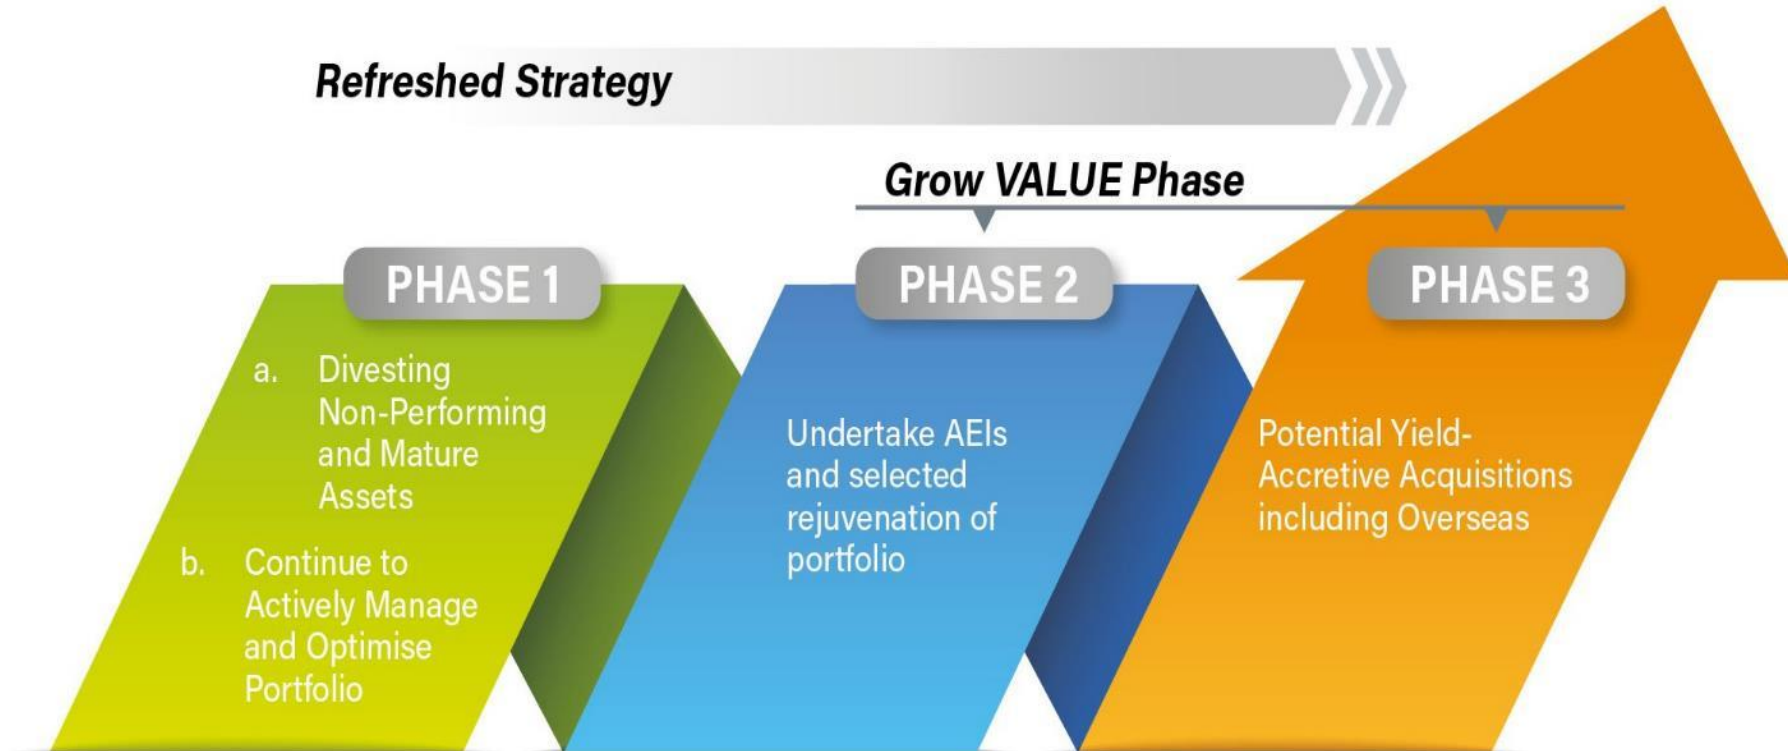 Refreshed Strategy
Grow VALUE Phase
PHASE 1
a. Divesting
Non-Performing
and Mature
Assets
b. Continue to
Actively Manage
and Optimise
Portfolio
PHASE 2
Undertake AEIs
and selected
rejuvenation of
portfolio
PHASE 3
Potential Yield-
Accretive Acquisitions
including Overseas